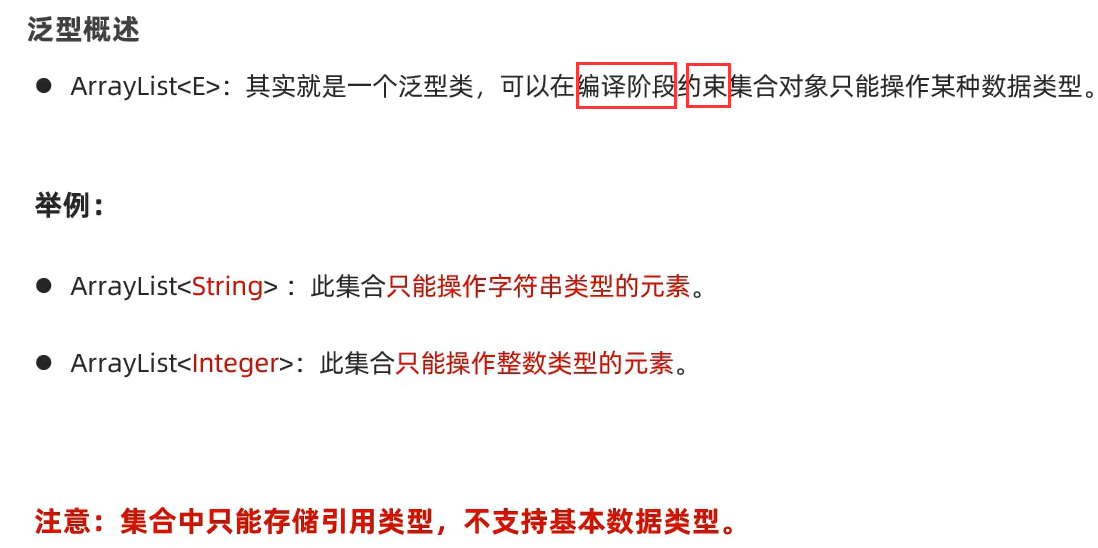 泛型概述
● ArrayList<E>：其实就是一个泛型类，可以在编译阶段约束集合对象只能操作某种数据类型。
举例：
● ArrayList<String> ：此集合只能操作字符串类型的元素。
● ArrayList<Integer>：此集合只能操作整数类型的元素。
注意：集合中只能存储引用类型，不支持基本数据类型。